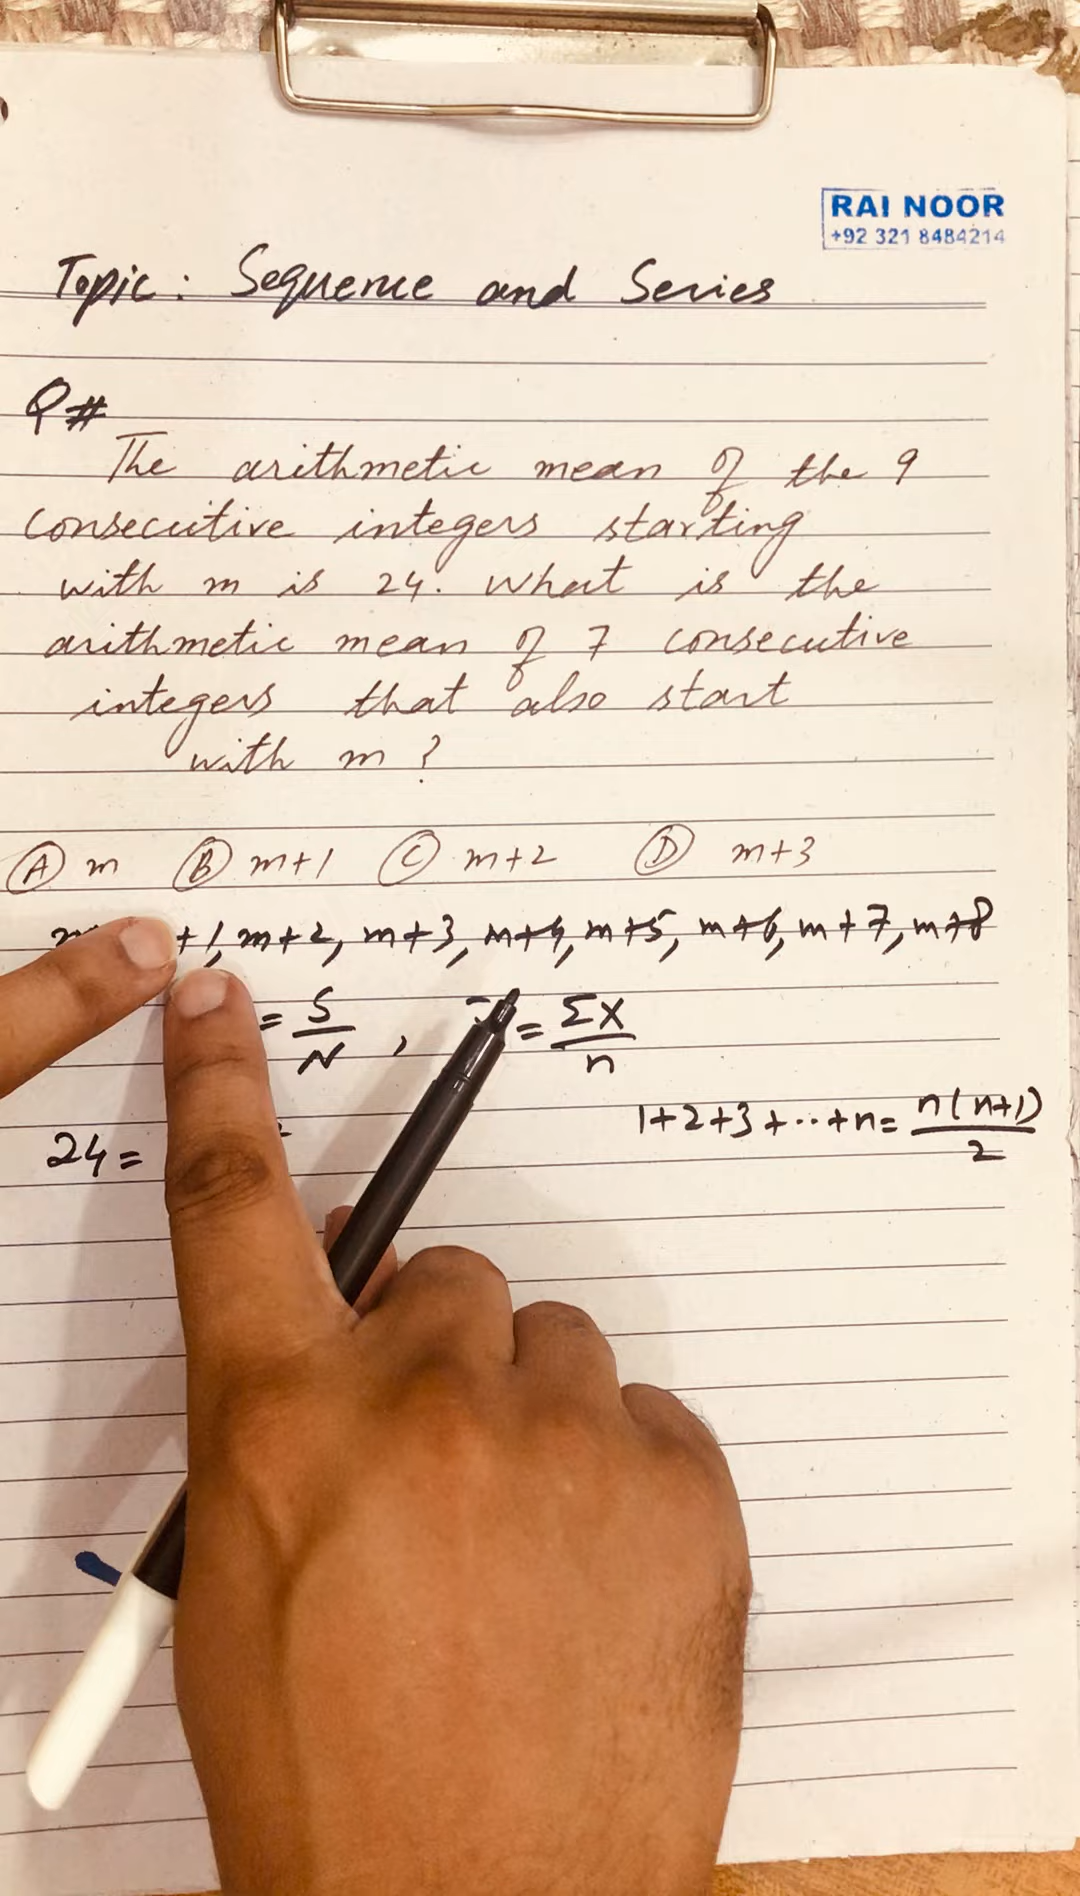 RAI NOOR
+92 321 8484214
Topic: Sequence and Series
Q#
The arithmetic mean of the 9
consecutive integers starting
with m is 24. What is the
arithmetic mean of 7 consecutive
integers that also start
with m ?
Ⓐ m Ⓑ m+1 Ⓒ m+2 Ⓓ m+3
+1, m+2, m+3, m+4, m+5, m+6, m+7, m+8
= S/N , = ΣX/n
1+2+3+...+n= n(n+1)/2
24=